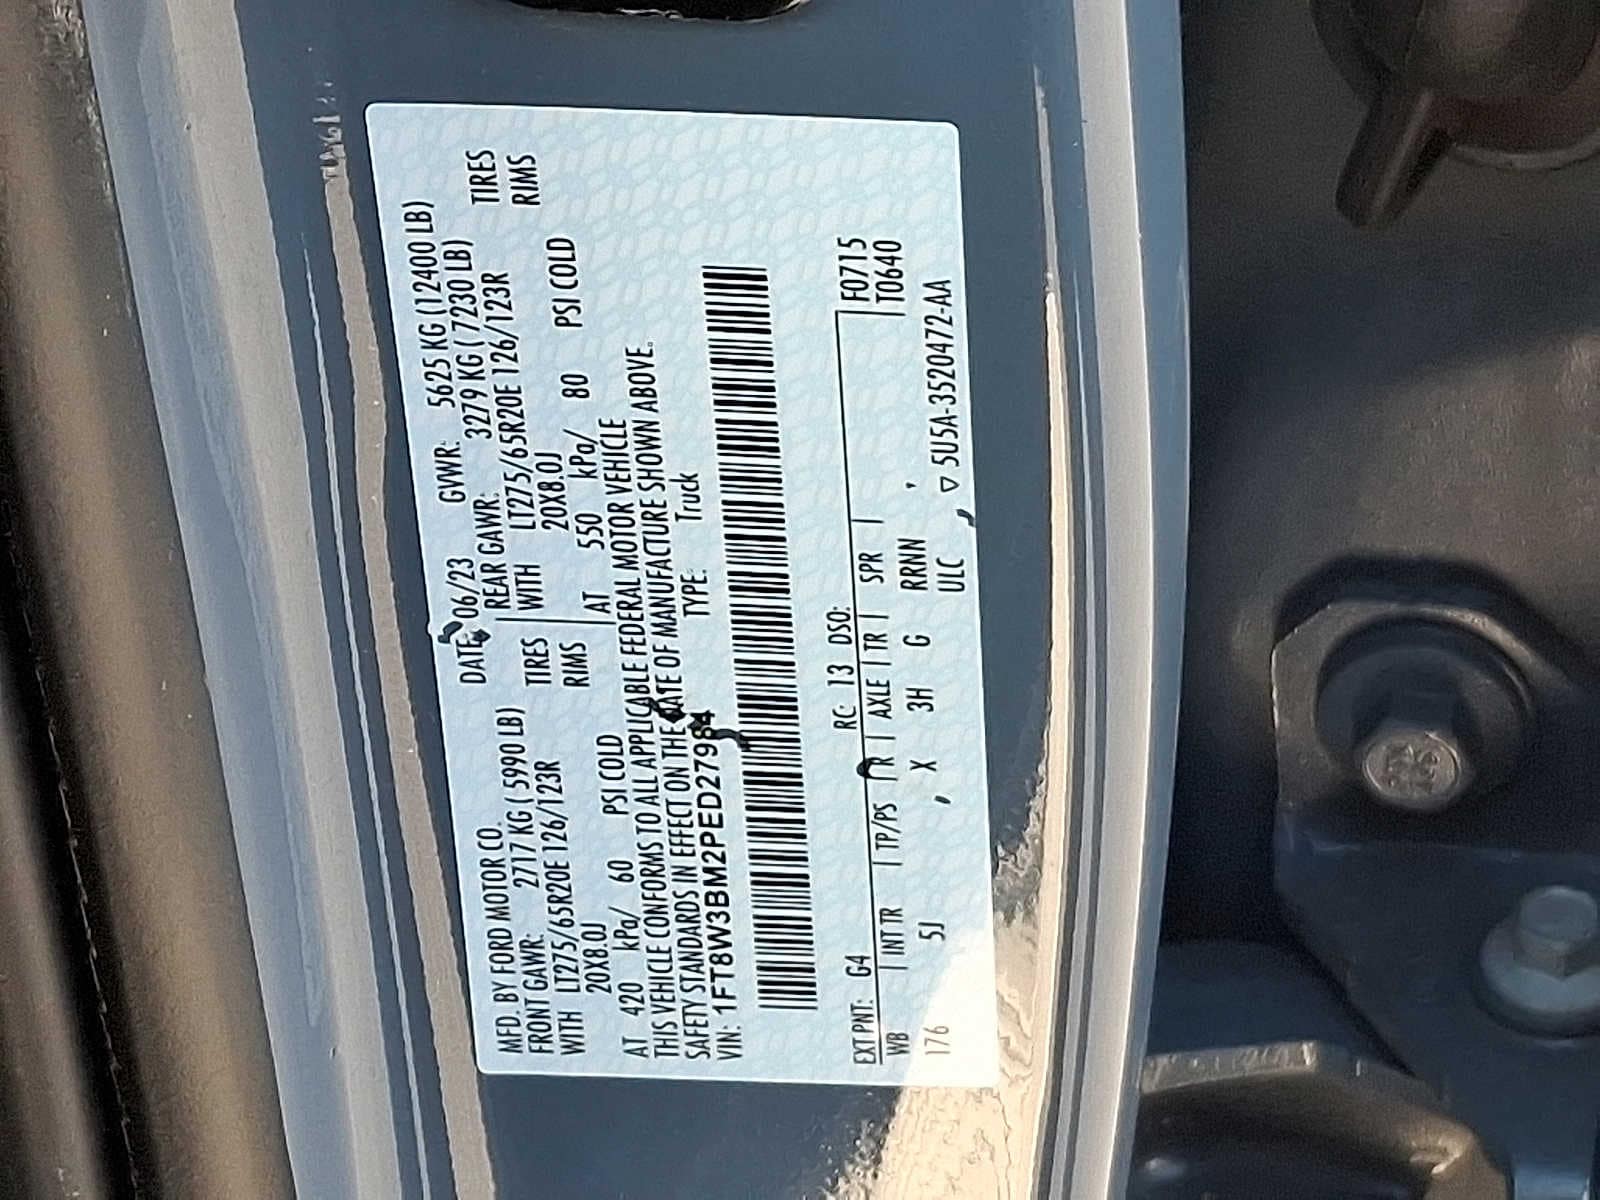 MFD. BY FORD MOTOR CO.
DATE: 06/23 GVWR: 5625 KG (12400 LB)
FRONT GAWR: 2717 KG ( 5990 LB)
REAR GAWR: 3279 KG ( 7230 LB)
WITH LT275/65R20E 126/123R TIRES
WITH LT275/65R20E 126/123R TIRES
20X8.0J RIMS
20X8.0J RIMS
AT 420 kPa/ 60 PSI COLD
AT 550 kPa/ 80 PSI COLD
THIS VEHICLE CONFORMS TO ALL APPLICABLE FEDERAL MOTOR VEHICLE
SAFETY STANDARDS IN EFFECT ON THE DATE OF MANUFACTURE SHOWN ABOVE.
VIN: 1FT8W3BM2PED27984 TYPE: Truck
EXT PNT: G4 RC: 13 DSO: F0715
WB | INT TR | TP/PS | R | AXLE | TR | SPR | T0640
176 5J X 3H G RRNN
ULC ▽ 5U5A-3520472-AA